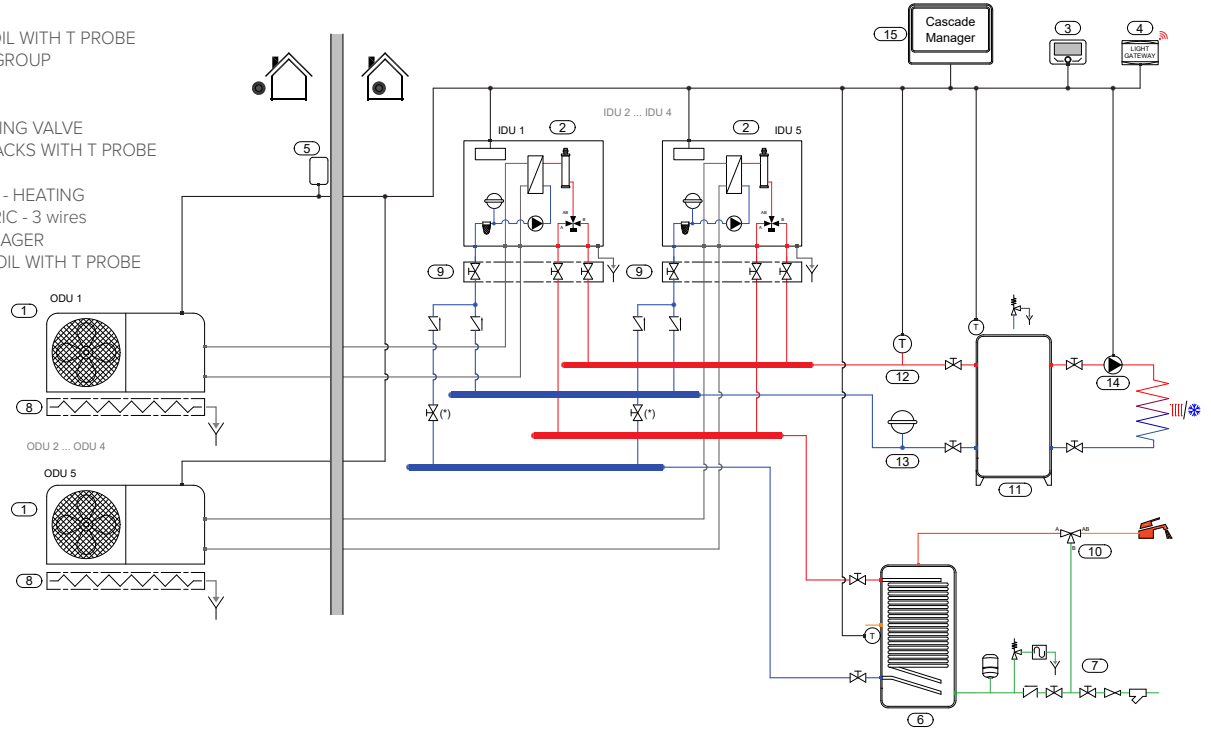 OIL WITH T PROBE
GROUP
ING VALVE
ACKS WITH T PROBE
- HEATING
RIC - 3 wires
AGER
OIL WITH T PROBE
15
Cascade
Manager
3
4
LIGHT
GATEWAY
IDU 2 ... IDU 4
IDU 1
2
2
IDU 5
5
AB
A
B
AB
A
B
9
9
ODU 1
1
T
T
12
14
8
(*)
(*)
ODU 2 ... ODU 4
13
ODU 5
11
1
A
AB
B
10
8
T
7
6